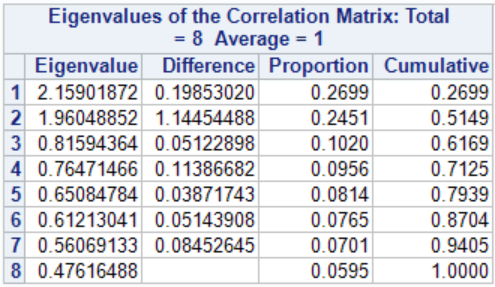 Eigenvalues of the Correlation Matrix: Total
= 8 Average = 1
Eigenvalue Difference Proportion Cumulative
1 2.15901872 0.19853020 0.2699 0.2699
2 1.96048852 1.14454488 0.2451 0.5149
3 0.81594364 0.05122898 0.1020 0.6169
4 0.76471466 0.11386682 0.0956 0.7125
5 0.65084784 0.03871743 0.0814 0.7939
6 0.61213041 0.05143908 0.0765 0.8704
7 0.56069133 0.08452645 0.0701 0.9405
8 0.47616488 0.0595 1.0000